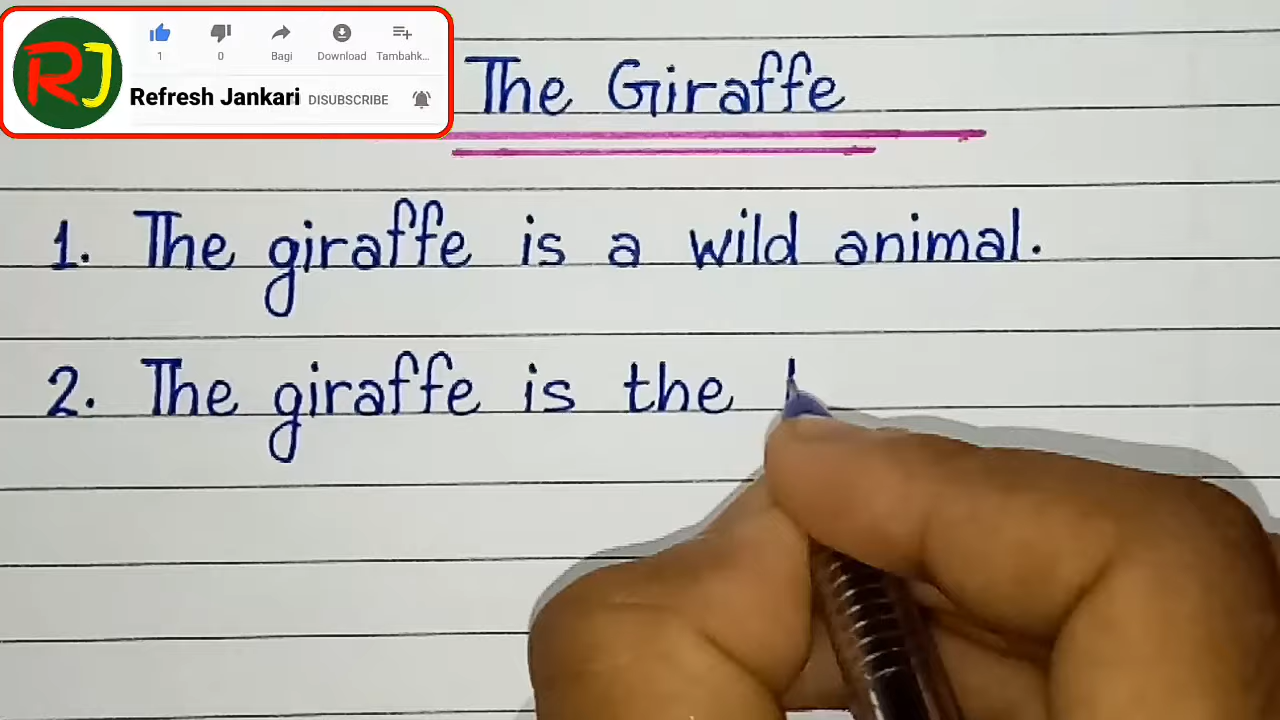 RJ
1 0 Bagi Download Tambahk...
Refresh Jankari DISUBSCRIBE
The Giraffe
1. The giraffe is a wild animal.
2. The giraffe is the